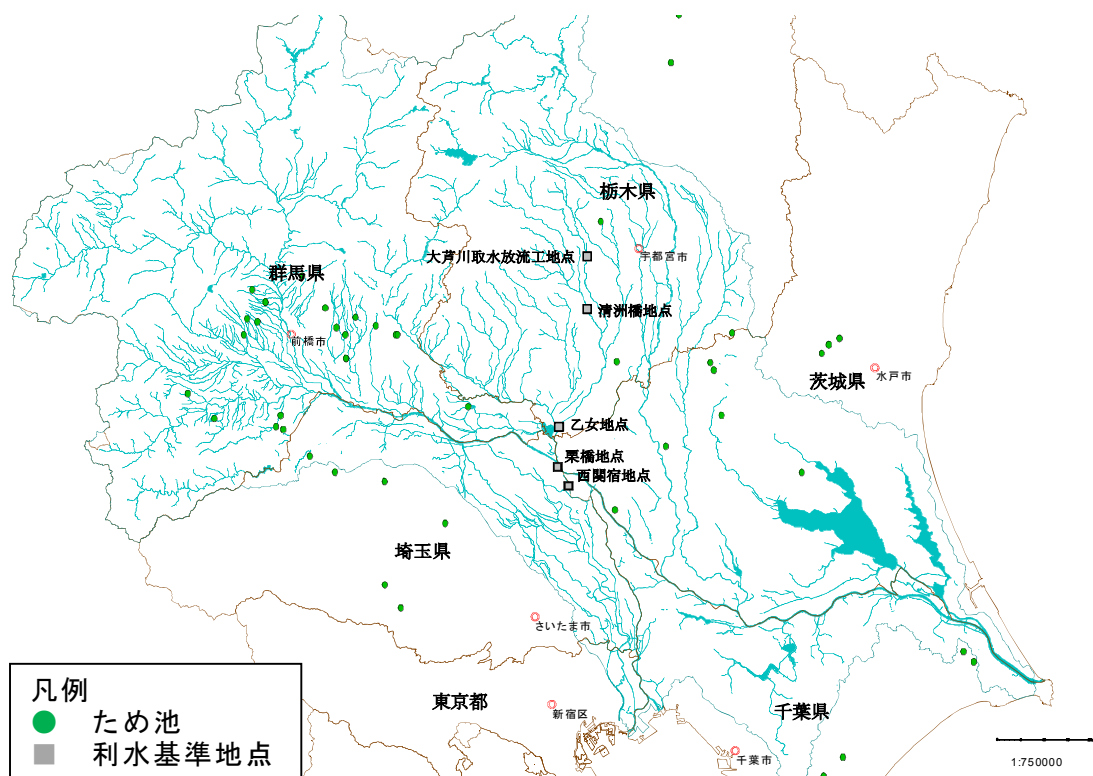 栃木県
宇都宮市
大芦川取水放流工地点
群馬県
清洲橋地点
前橋市
茨城県
水戸市
乙女地点
栗橋地点
西関宿地点
埼玉県
さいたま市
東京都
新宿区
千葉県
千葉市
凡例
ため池
利水基準地点
1:750000